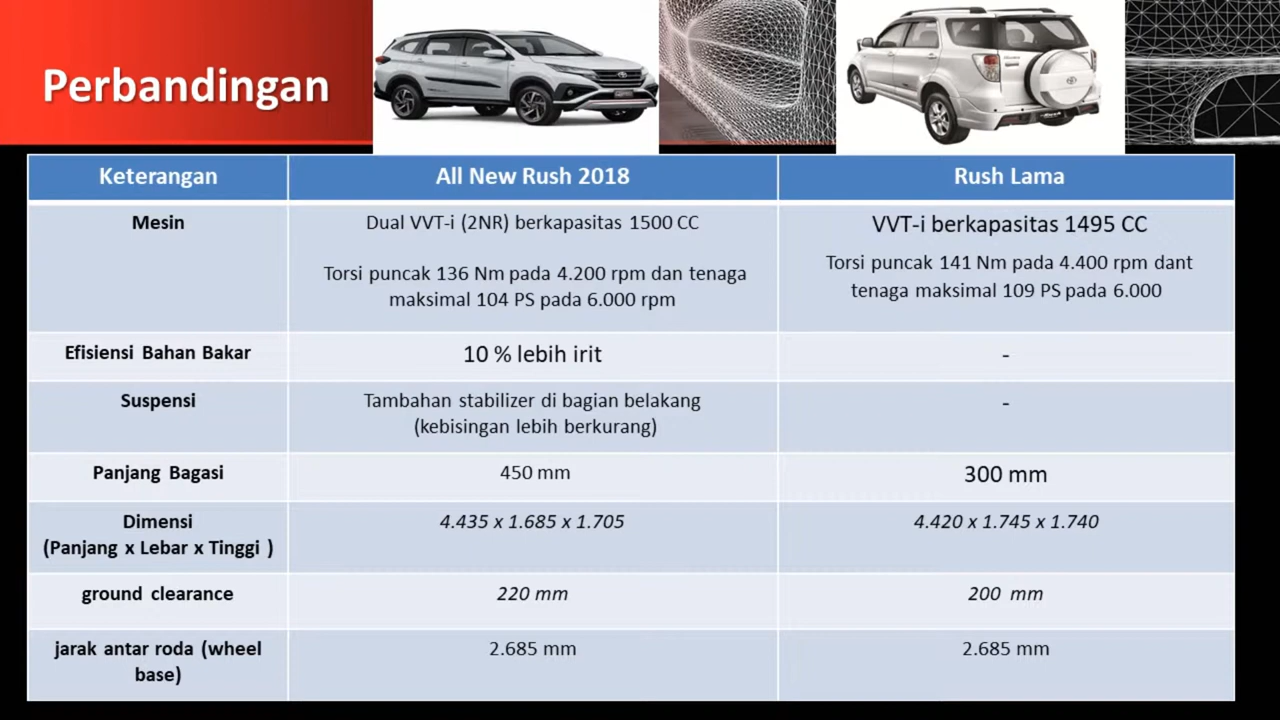 Perbandingan
Keterangan
All New Rush 2018
Rush Lama
Mesin
Dual VVT-i (2NR) berkapasitas 1500 CC
Torsi puncak 136 Nm pada 4.200 rpm dan tenaga
maksimal 104 PS pada 6.000 rpm
VVT-i berkapasitas 1495 CC
Torsi puncak 141 Nm pada 4.400 rpm dant
tenaga maksimal 109 PS pada 6.000
Efisiensi Bahan Bakar
10 % lebih irit
-
Suspensi
Tambahan stabilizer di bagian belakang
(kebisingan lebih berkurang)
-
Panjang Bagasi
450 mm
300 mm
Dimensi
(Panjang x Lebar x Tinggi )
4.435 x 1.685 x 1.705
4.420 x 1.745 x 1.740
ground clearance
220 mm
200 mm
jarak antar roda (wheel
base)
2.685 mm
2.685 mm